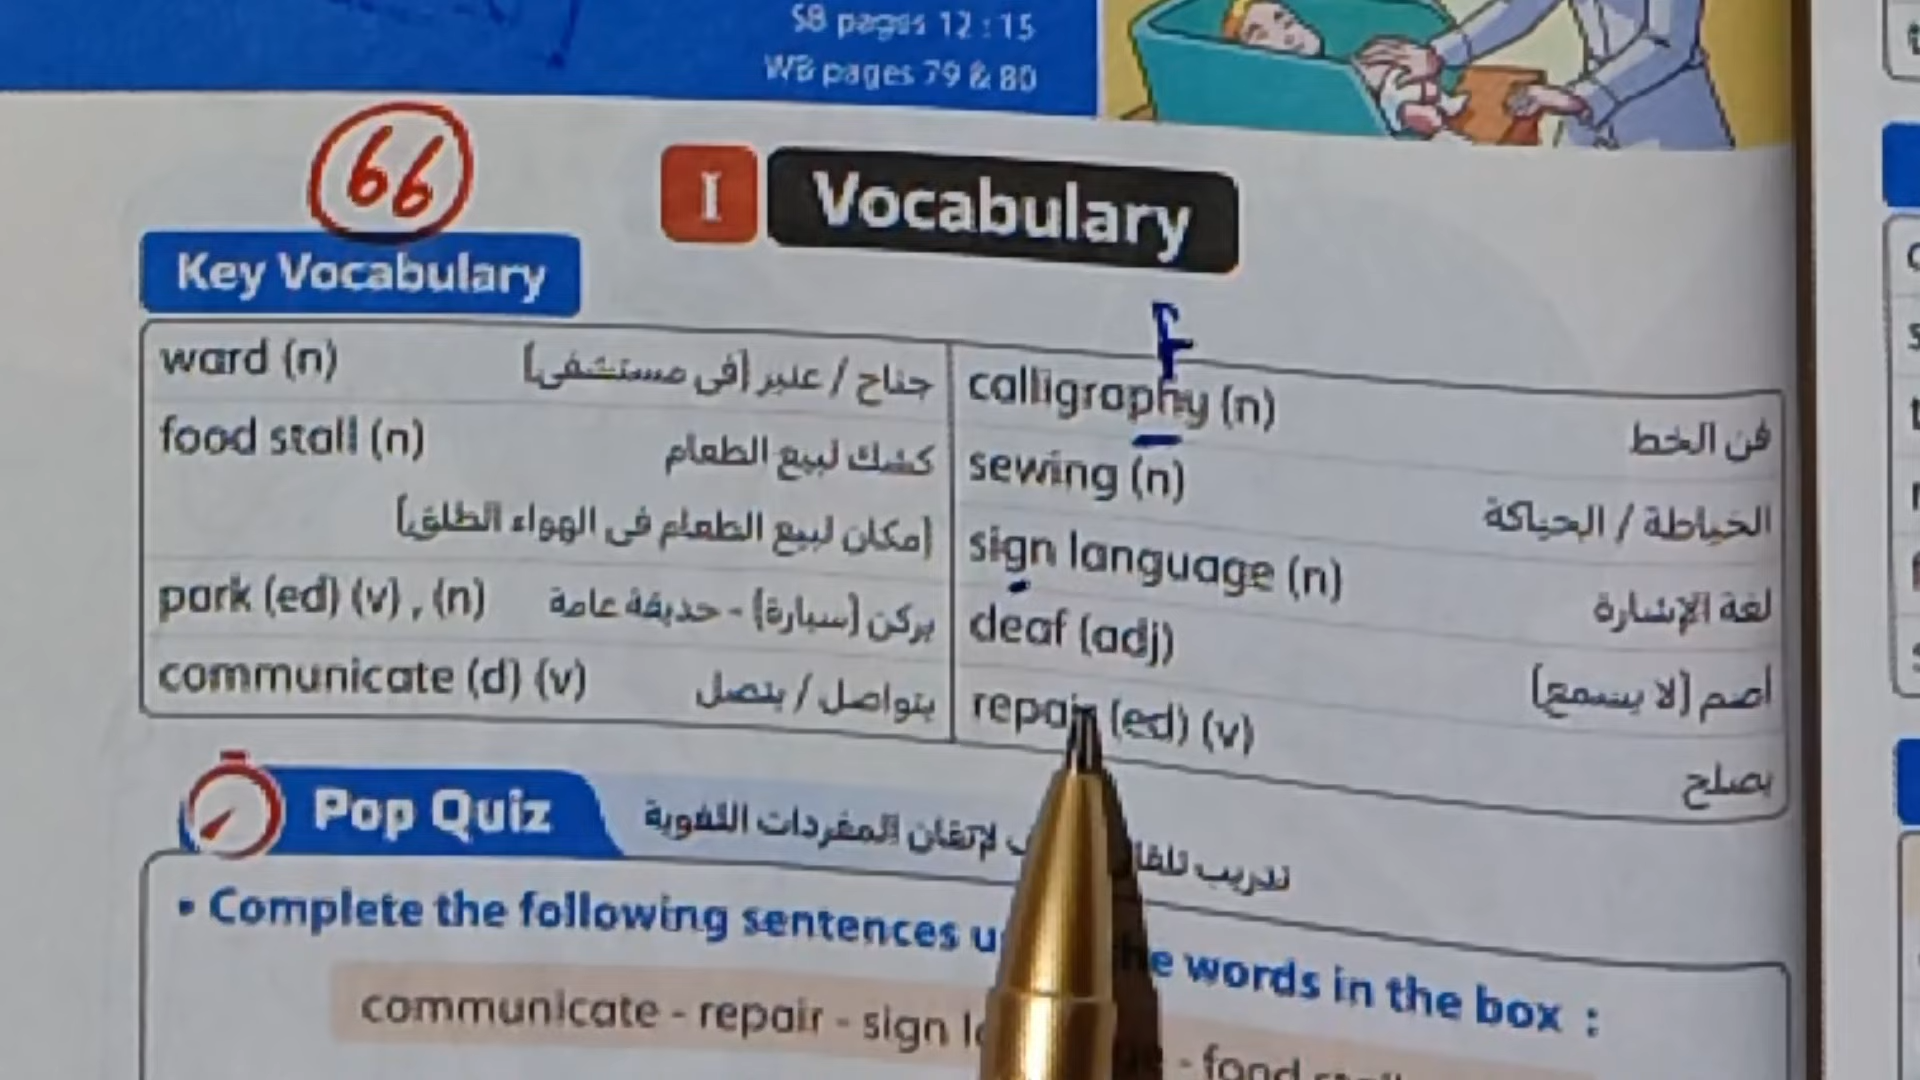 SB pages 12 : 15
WB pages 79 & 80
66
I Vocabulary
Key Vocabulary
f
ward (n) جناح / عنبر (فى مستشفى)
food stall (n) كشك لبيع الطعام
(مكان لبيع الطعام فى الهواء الطلق)
park (ed) (v) , (n) يركن (سيارة) - حديقة عامة
communicate (d) (v) يتواصل / يتصل
calligraphy (n) فن الخط
sewing (n) الخياطة / الحياكة
sign language (n) لغة الإشارة
deaf (adj) أصم (لا يسمع)
repair (ed) (v) يصلح
Pop Quiz تدريب لإتقان المفردات اللغوية
• Complete the following sentences words in the box :
communicate - repair - sign - food